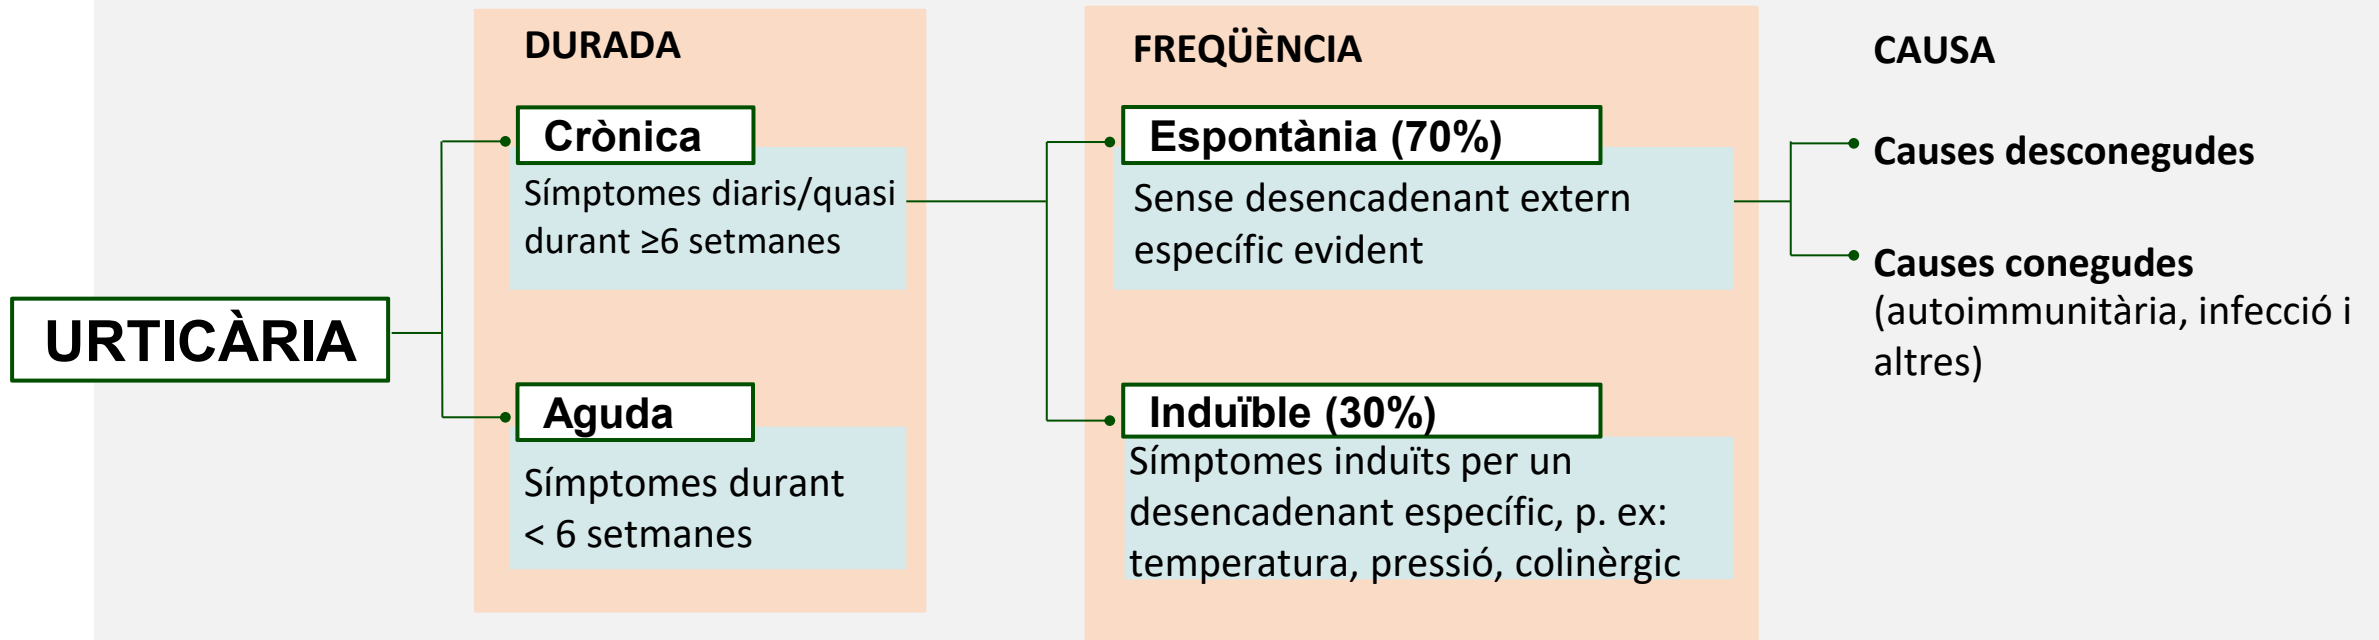 URTICÀRIA
DURADA
Crònica
Símptomes diaris/quasi
durant ≥6 setmanes
Aguda
Símptomes durant
< 6 setmanes
FREQÜÈNCIA
Espontània (70%)
Sense desencadenant extern
específic evident
Induïble (30%)
Símptomes induïts per un
desencadenant específic, p. ex:
temperatura, pressió, colinèrgic
CAUSA
Causes desconegudes
Causes conegudes
(autoimmunitària, infecció i
altres)